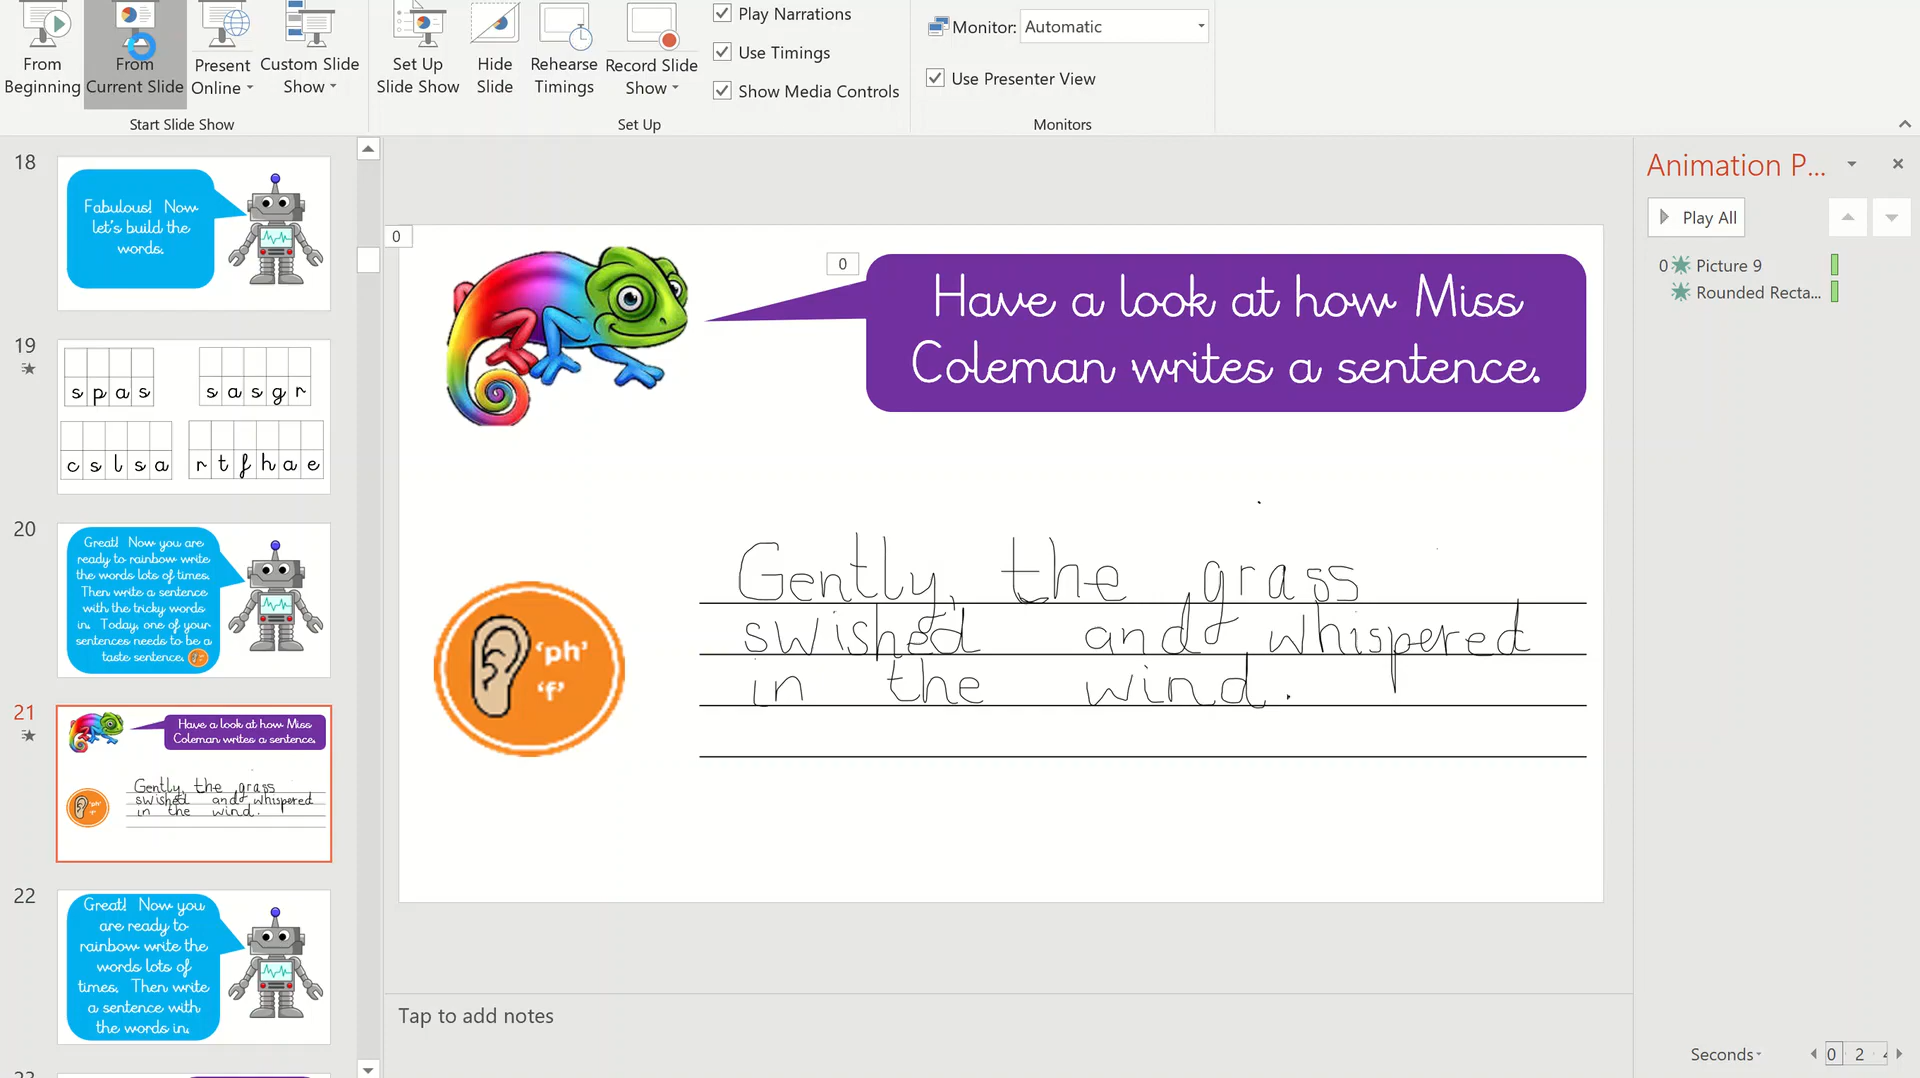 From Beginning
From Current Slide
Present Online
Custom Slide Show
Start Slide Show
Set Up Slide Show
Hide Slide
Rehearse Timings
Record Slide Show
Play Narrations
Use Timings
Show Media Controls
Set Up
Monitor: Automatic
Use Presenter View
Monitors
18
Fabulous! Now
let's build the
words.
19
s p a s
s a s g r
c s l s a
r t f h a e
20
Great! Now you are
ready to rainbow write
the words lots of times.
Then write a sentence
with the tricky words
in. Today, one of your
sentences needs to be a
taste sentence.
21
Have a look at how Miss
Coleman writes a sentence.
'ph'
'f'
Gently, the grass
swished and whispered
in the wind.
22
Great! Now you
are ready to
rainbow write the
words lots of
times. Then write
a sentence with
the words in.
0
0
Have a look at how Miss
Coleman writes a sentence.
'ph'
'f'
Gently, the grass
swished and whispered
in the wind.
Tap to add notes
Animation P...
Play All
0 Picture 9
Rounded Recta...
Seconds
0 2